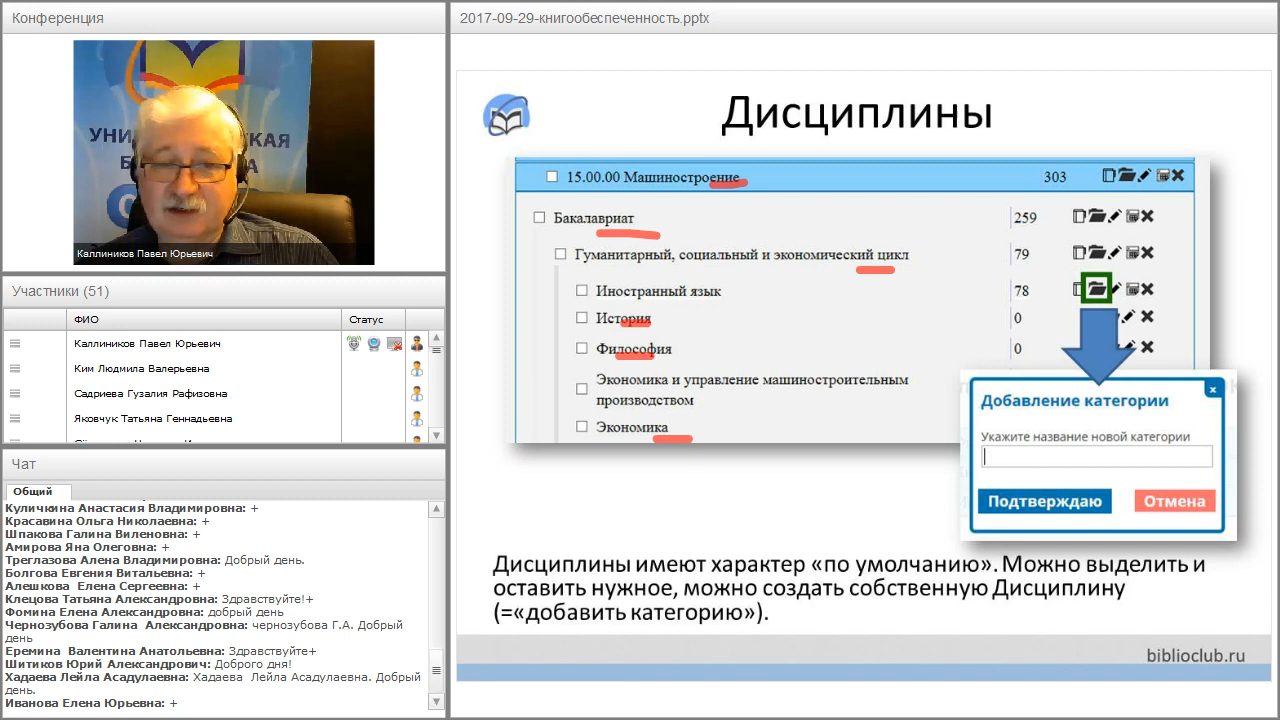 Конференция
УНИ
КАЯ
Б
А
Каллиников Павел Юрьевич
Участники (51)
ФИО
Статус
Каллиников Павел Юрьевич
Ким Людмила Валерьевна
Садриева Гузалия Рафизовна
Яковчук Татьяна Геннадьевна
Чат
Общий
Куличкина Анастасия Владимировна: +
Красавина Ольга Николаевна: +
Шпакова Галина Виленовна: +
Амирова Яна Олеговна: +
Треглазова Алена Владимировна: Добрый день.
Болгова Евгения Витальевна: +
Алешкова Елена Сергеевна: +
Клецова Татьяна Александровна: Здравствуйте!+
Фомина Елена Александровна: добрый день
Чернозубова Галина Александровна: чернозубова Г.А. Добрый
день
Еремина Валентина Анатольевна: Здравствуйте+
Шитиков Юрий Александрович: Доброго дня!
Хадаева Лейла Асадулаевна: Хадаева Лейла Асадулаевна. Добрый
день.
Иванова Елена Юрьевна: +
2017-09-29-книгообеспеченность.pptx
Дисциплины
15.00.00 Машиностроение 303
Бакалавриат 259
Гуманитарный, социальный и экономический цикл 79
Иностранный язык 78
История 0
Философия 0
Экономика и управление машиностроительным
производством
Экономика
Добавление категории
x
Укажите название новой категории
Подтверждаю Отмена
Дисциплины имеют характер «по умолчанию». Можно выделить и
оставить нужное, можно создать собственную Дисциплину
(=«добавить категорию»).
biblioclub.ru